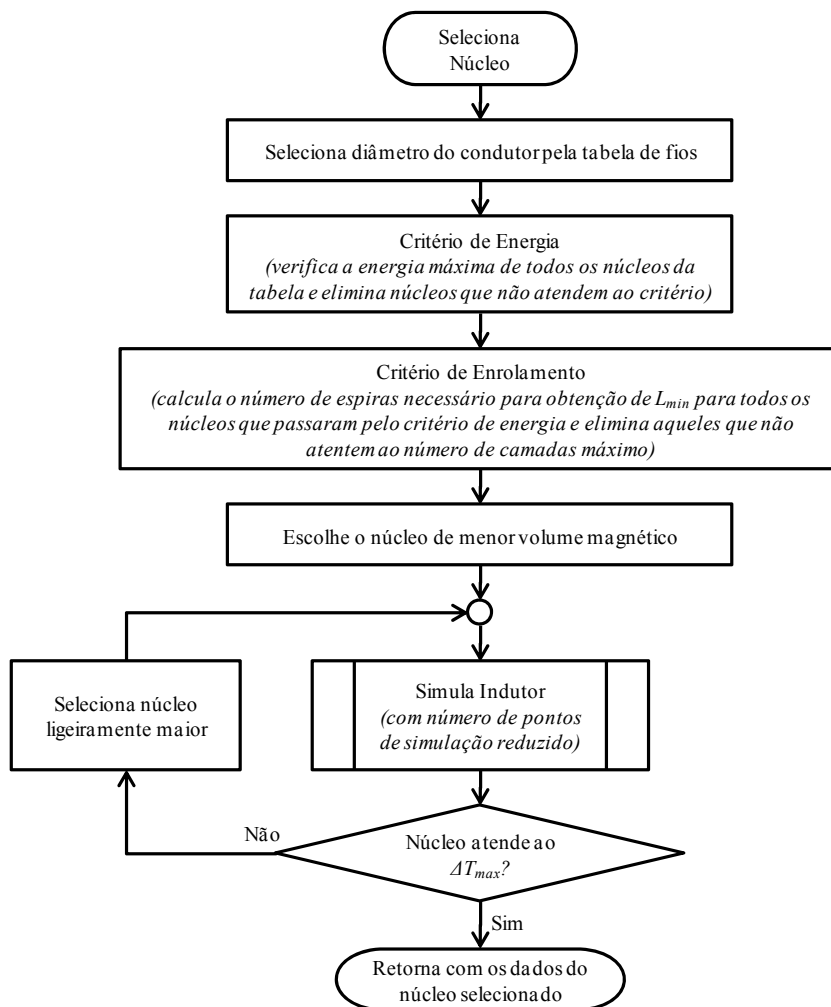 Seleciona
Núcleo
Seleciona diâmetro do condutor pela tabela de fios
Critério de Energia
(verifica a energia máxima de todos os núcleos da
tabela e elimina núcleos que não atendem ao critério)
Critério de Enrolamento
(calcula o número de espiras necessário para obtenção de Lmin para todos os
núcleos que passaram pelo critério de energia e elimina aqueles que não
atentem ao número de camadas máximo)
Escolhe o núcleo de menor volume magnético
Seleciona núcleo
ligeiramente maior
Simula Indutor
(com número de pontos
de simulação reduzido)
Não
Núcleo atende ao
ΔTmax?
Sim
Retorna com os dados do
núcleo selecionado